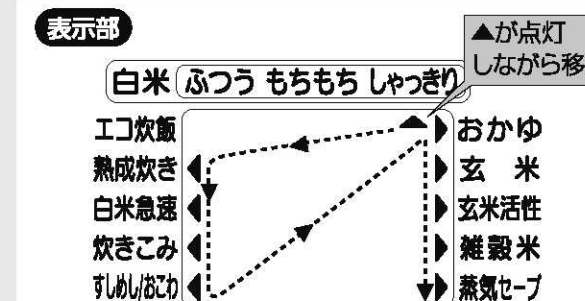 表示部
▲が点灯
しながら移
白米 ふつう もちもち しゃっきり
エコ炊飯
熟成炊き
白米急速
炊きこみ
すしめし/おこわ
おかゆ
玄 米
玄米活性
雑穀米
蒸気セーブ